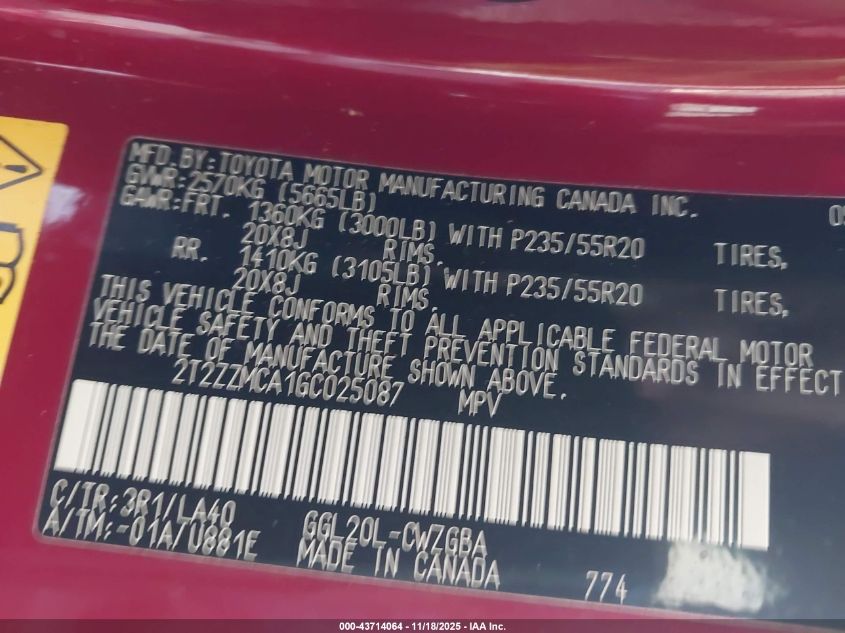 MFD.BY:TOYOTA MOTOR MANUFACTURING CANADA INC.
GVWR:2570KG (5665LB)
GAWR:FRT. 1360KG (3000LB) WITH P235/55R20 TIRES,
20X8J RIMS.
RR. 1410KG (3105LB) WITH P235/55R20 TIRES,
20X8J RIMS.
THIS VEHICLE CONFORMS TO ALL APPLICABLE FEDERAL MOTOR
VEHICLE SAFETY AND THEFT PREVENTION STANDARDS IN EFFECT
THE DATE OF MANUFACTURE SHOWN ABOVE.
2T2ZZMCA1GC025087 MPV
C/TR:3R1/LA40
A/TM:-01A/0881E
GGL20L-CWZGBA
MADE IN CANADA
774
000-43714064 - 11/18/2025 - IAA Inc.